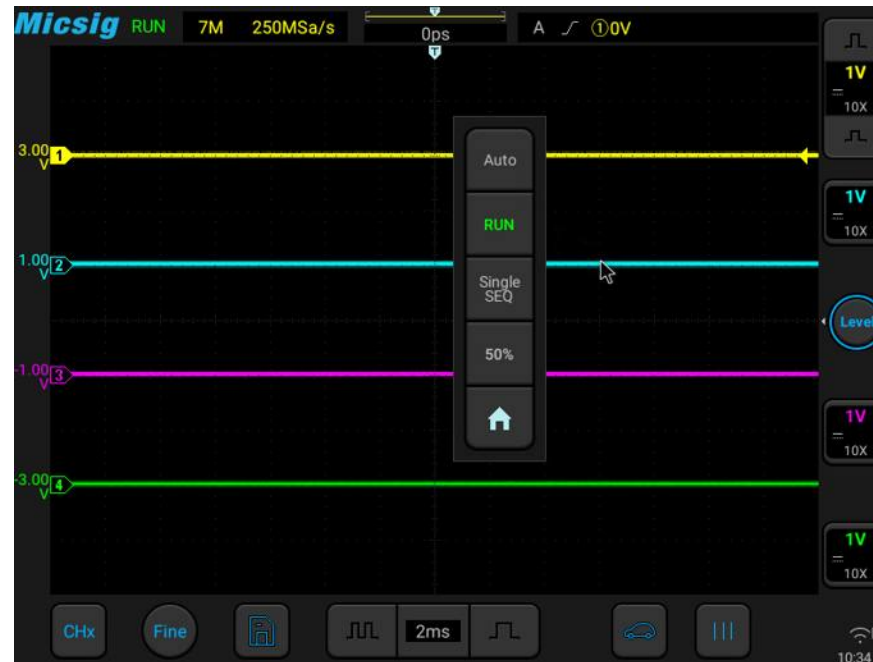 Micsig RUN 7M 250MSa/s 0ps A ①0V
T
T
1V
10X
3.00 V 1
Auto
1V
10X
RUN
1.00 V 2
Single
SEQ
Level
50%
-1.00 V 3
1V
10X
-3.00 V 4
1V
10X
CHx Fine 2ms
10:34